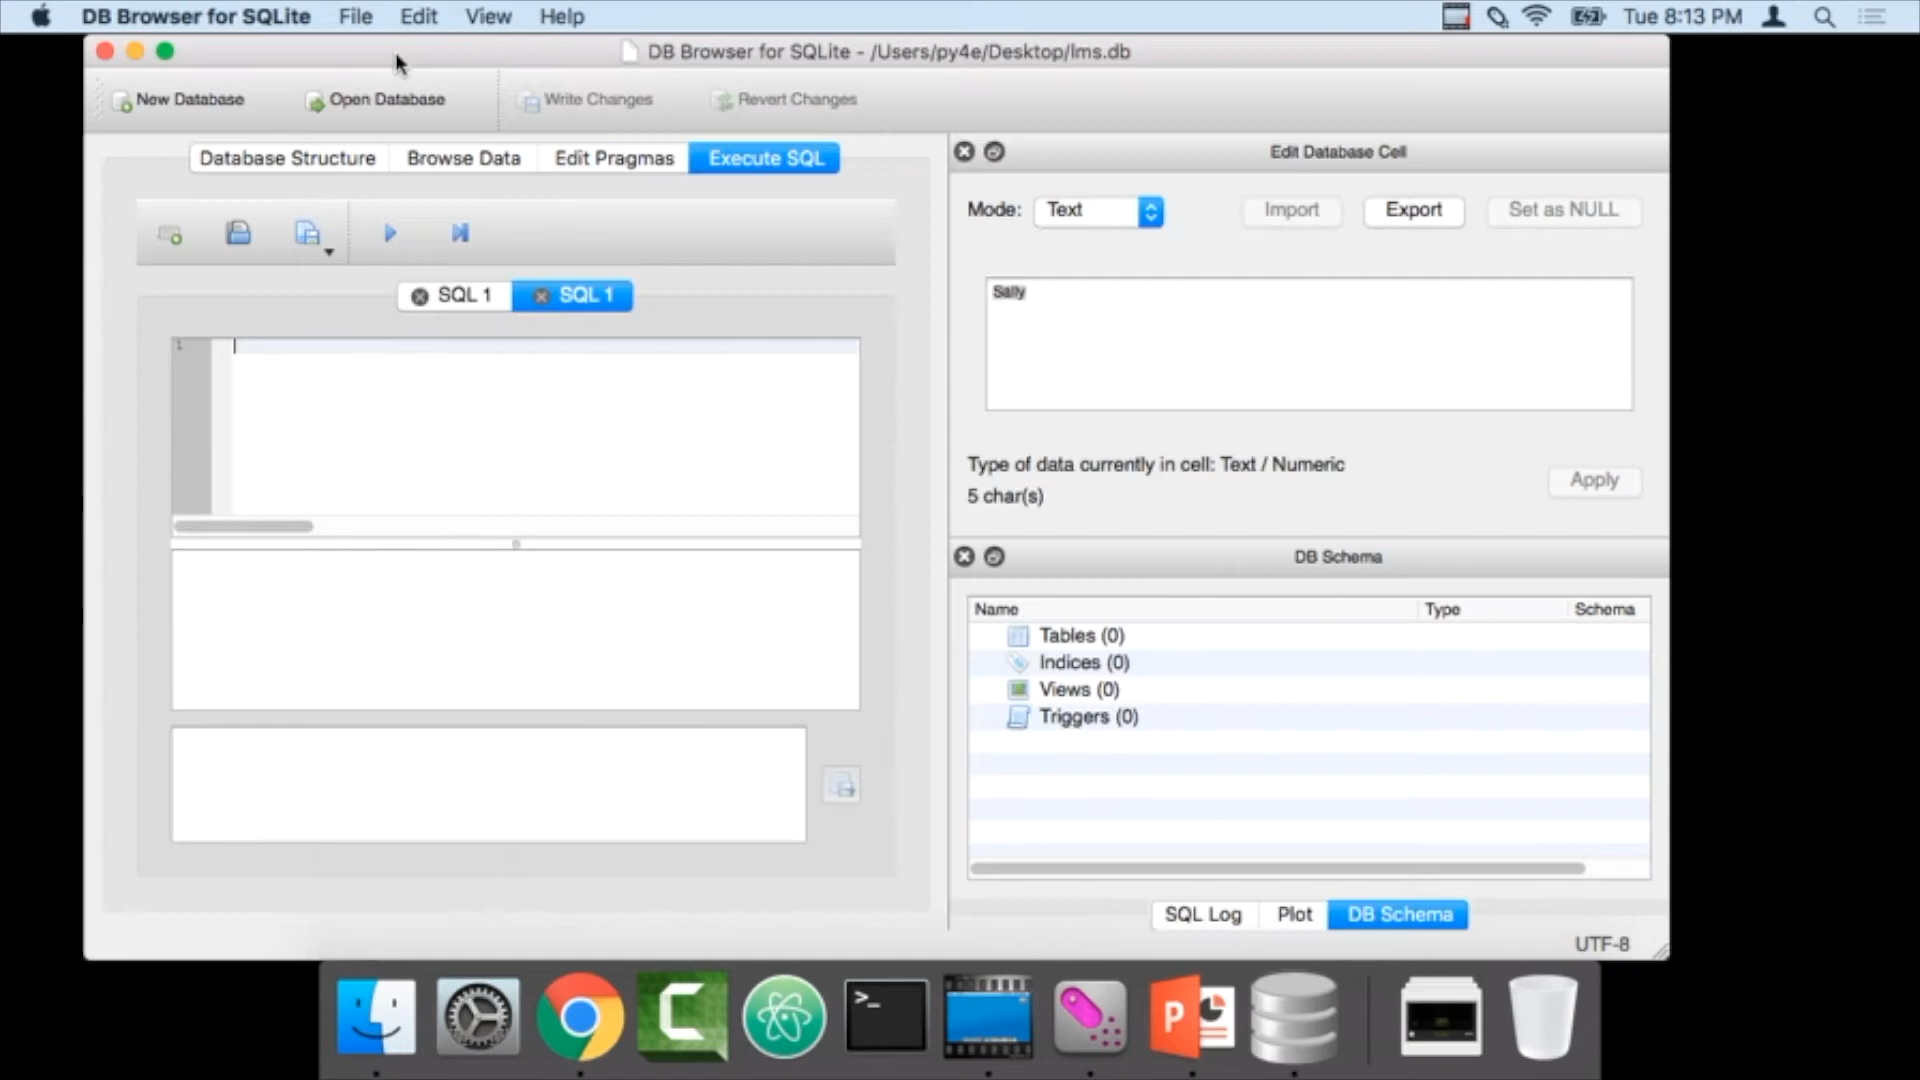 DB Browser for SQLite File Edit View Help Tue 8:13 PM
DB Browser for SQLite - /Users/py4e/Desktop/lms.db
New Database Open Database Write Changes Revert Changes
Database Structure Browse Data Edit Pragmas Execute SQL
SQL 1 SQL 1
1
Edit Database Cell
Mode: Text Import Export Set as NULL
Sally
Type of data currently in cell: Text / Numeric
5 char(s)
Apply
DB Schema
Name Type Schema
Tables (0)
Indices (0)
Views (0)
Triggers (0)
SQL Log Plot DB Schema
UTF-8
C
>_
P